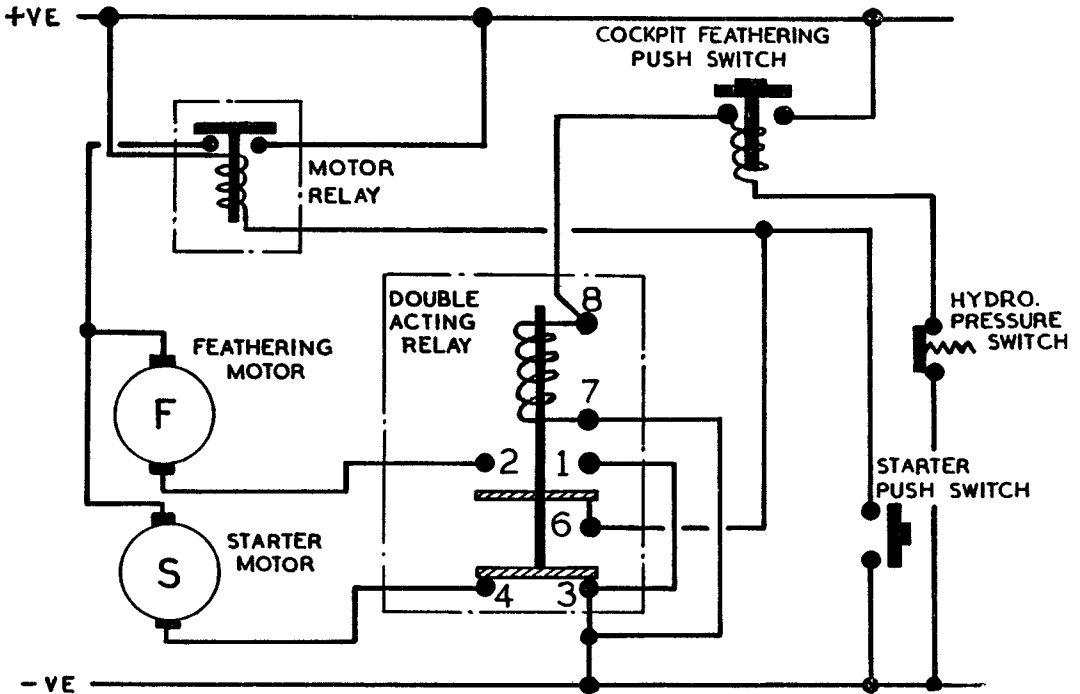 +VE
COCKPIT FEATHERING
PUSH SWITCH
MOTOR
RELAY
DOUBLE
ACTING
RELAY
8
HYDRO.
PRESSURE
SWITCH
FEATHERING
MOTOR
F
7
2 1
STARTER
PUSH SWITCH
6
STARTER
MOTOR
S
4 3
- VE